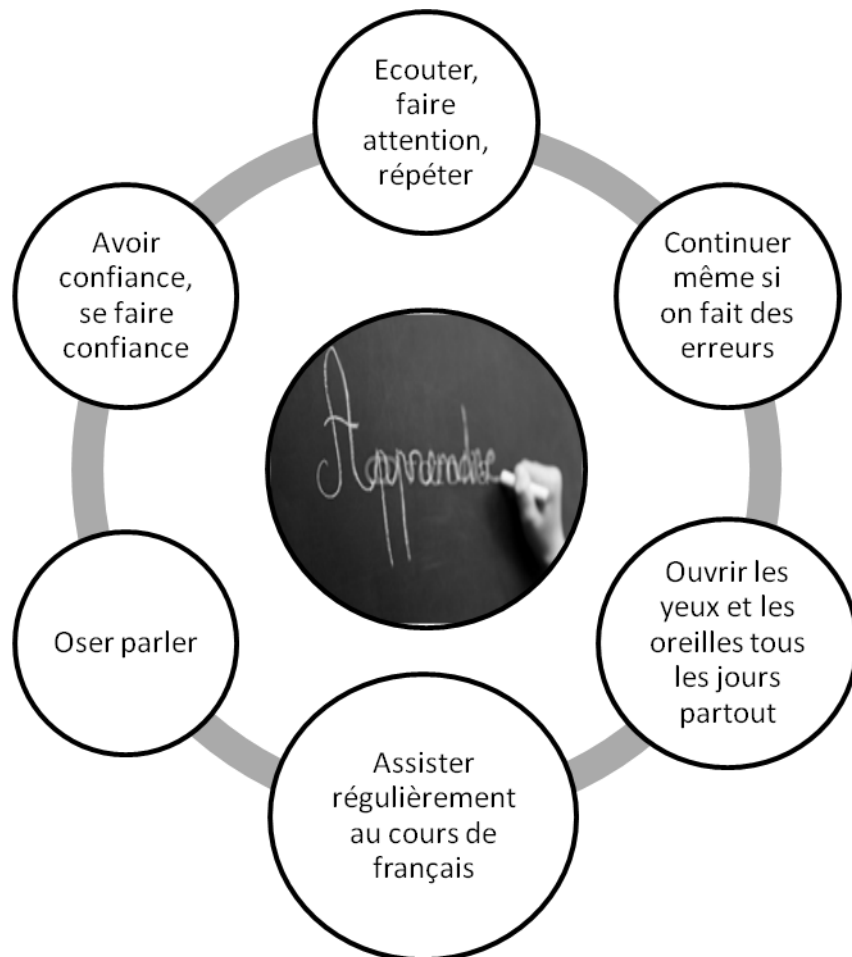 Ecouter,
faire
attention,
répéter
Continuer
même si
on fait des
erreurs
Ouvrir les
yeux et les
oreilles tous
les jours
partout
Assister
régulièrement
au cours de
français
Oser parler
Avoir
confiance,
se faire
confiance
Apprendre